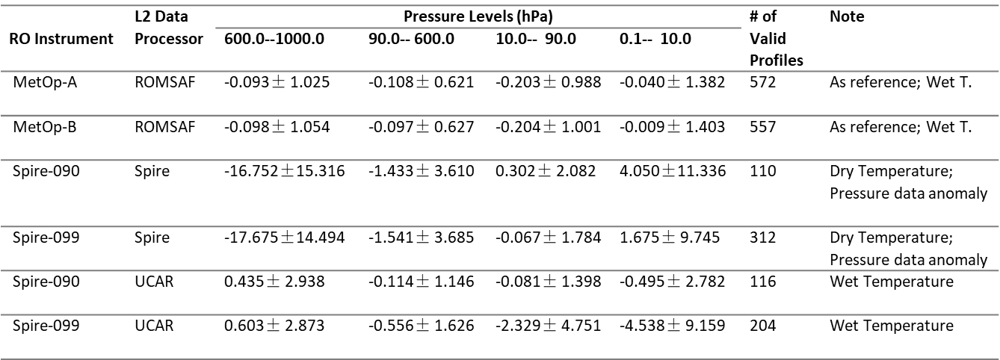 RO Instrument L2 Data Processor Pressure Levels (hPa) # of Valid Profiles Note
600.0--1000.0 90.0-- 600.0 10.0-- 90.0 0.1-- 10.0
MetOp-A ROMSAF -0.093± 1.025 -0.108± 0.621 -0.203± 0.988 -0.040± 1.382 572 As reference; Wet T.
MetOp-B ROMSAF -0.098± 1.054 -0.097± 0.627 -0.204± 1.001 -0.009± 1.403 557 As reference; Wet T.
Spire-090 Spire -16.752±15.316 -1.433± 3.610 0.302± 2.082 4.050±11.336 110 Dry Temperature;
Pressure data anomaly
Spire-099 Spire -17.675±14.494 -1.541± 3.685 -0.067± 1.784 1.675± 9.745 312 Dry Temperature;
Pressure data anomaly
Spire-090 UCAR 0.435± 2.938 -0.114± 1.146 -0.081± 1.398 -0.495± 2.782 116 Wet Temperature
Spire-099 UCAR 0.603± 2.873 -0.556± 1.626 -2.329± 4.751 -4.538± 9.159 204 Wet Temperature